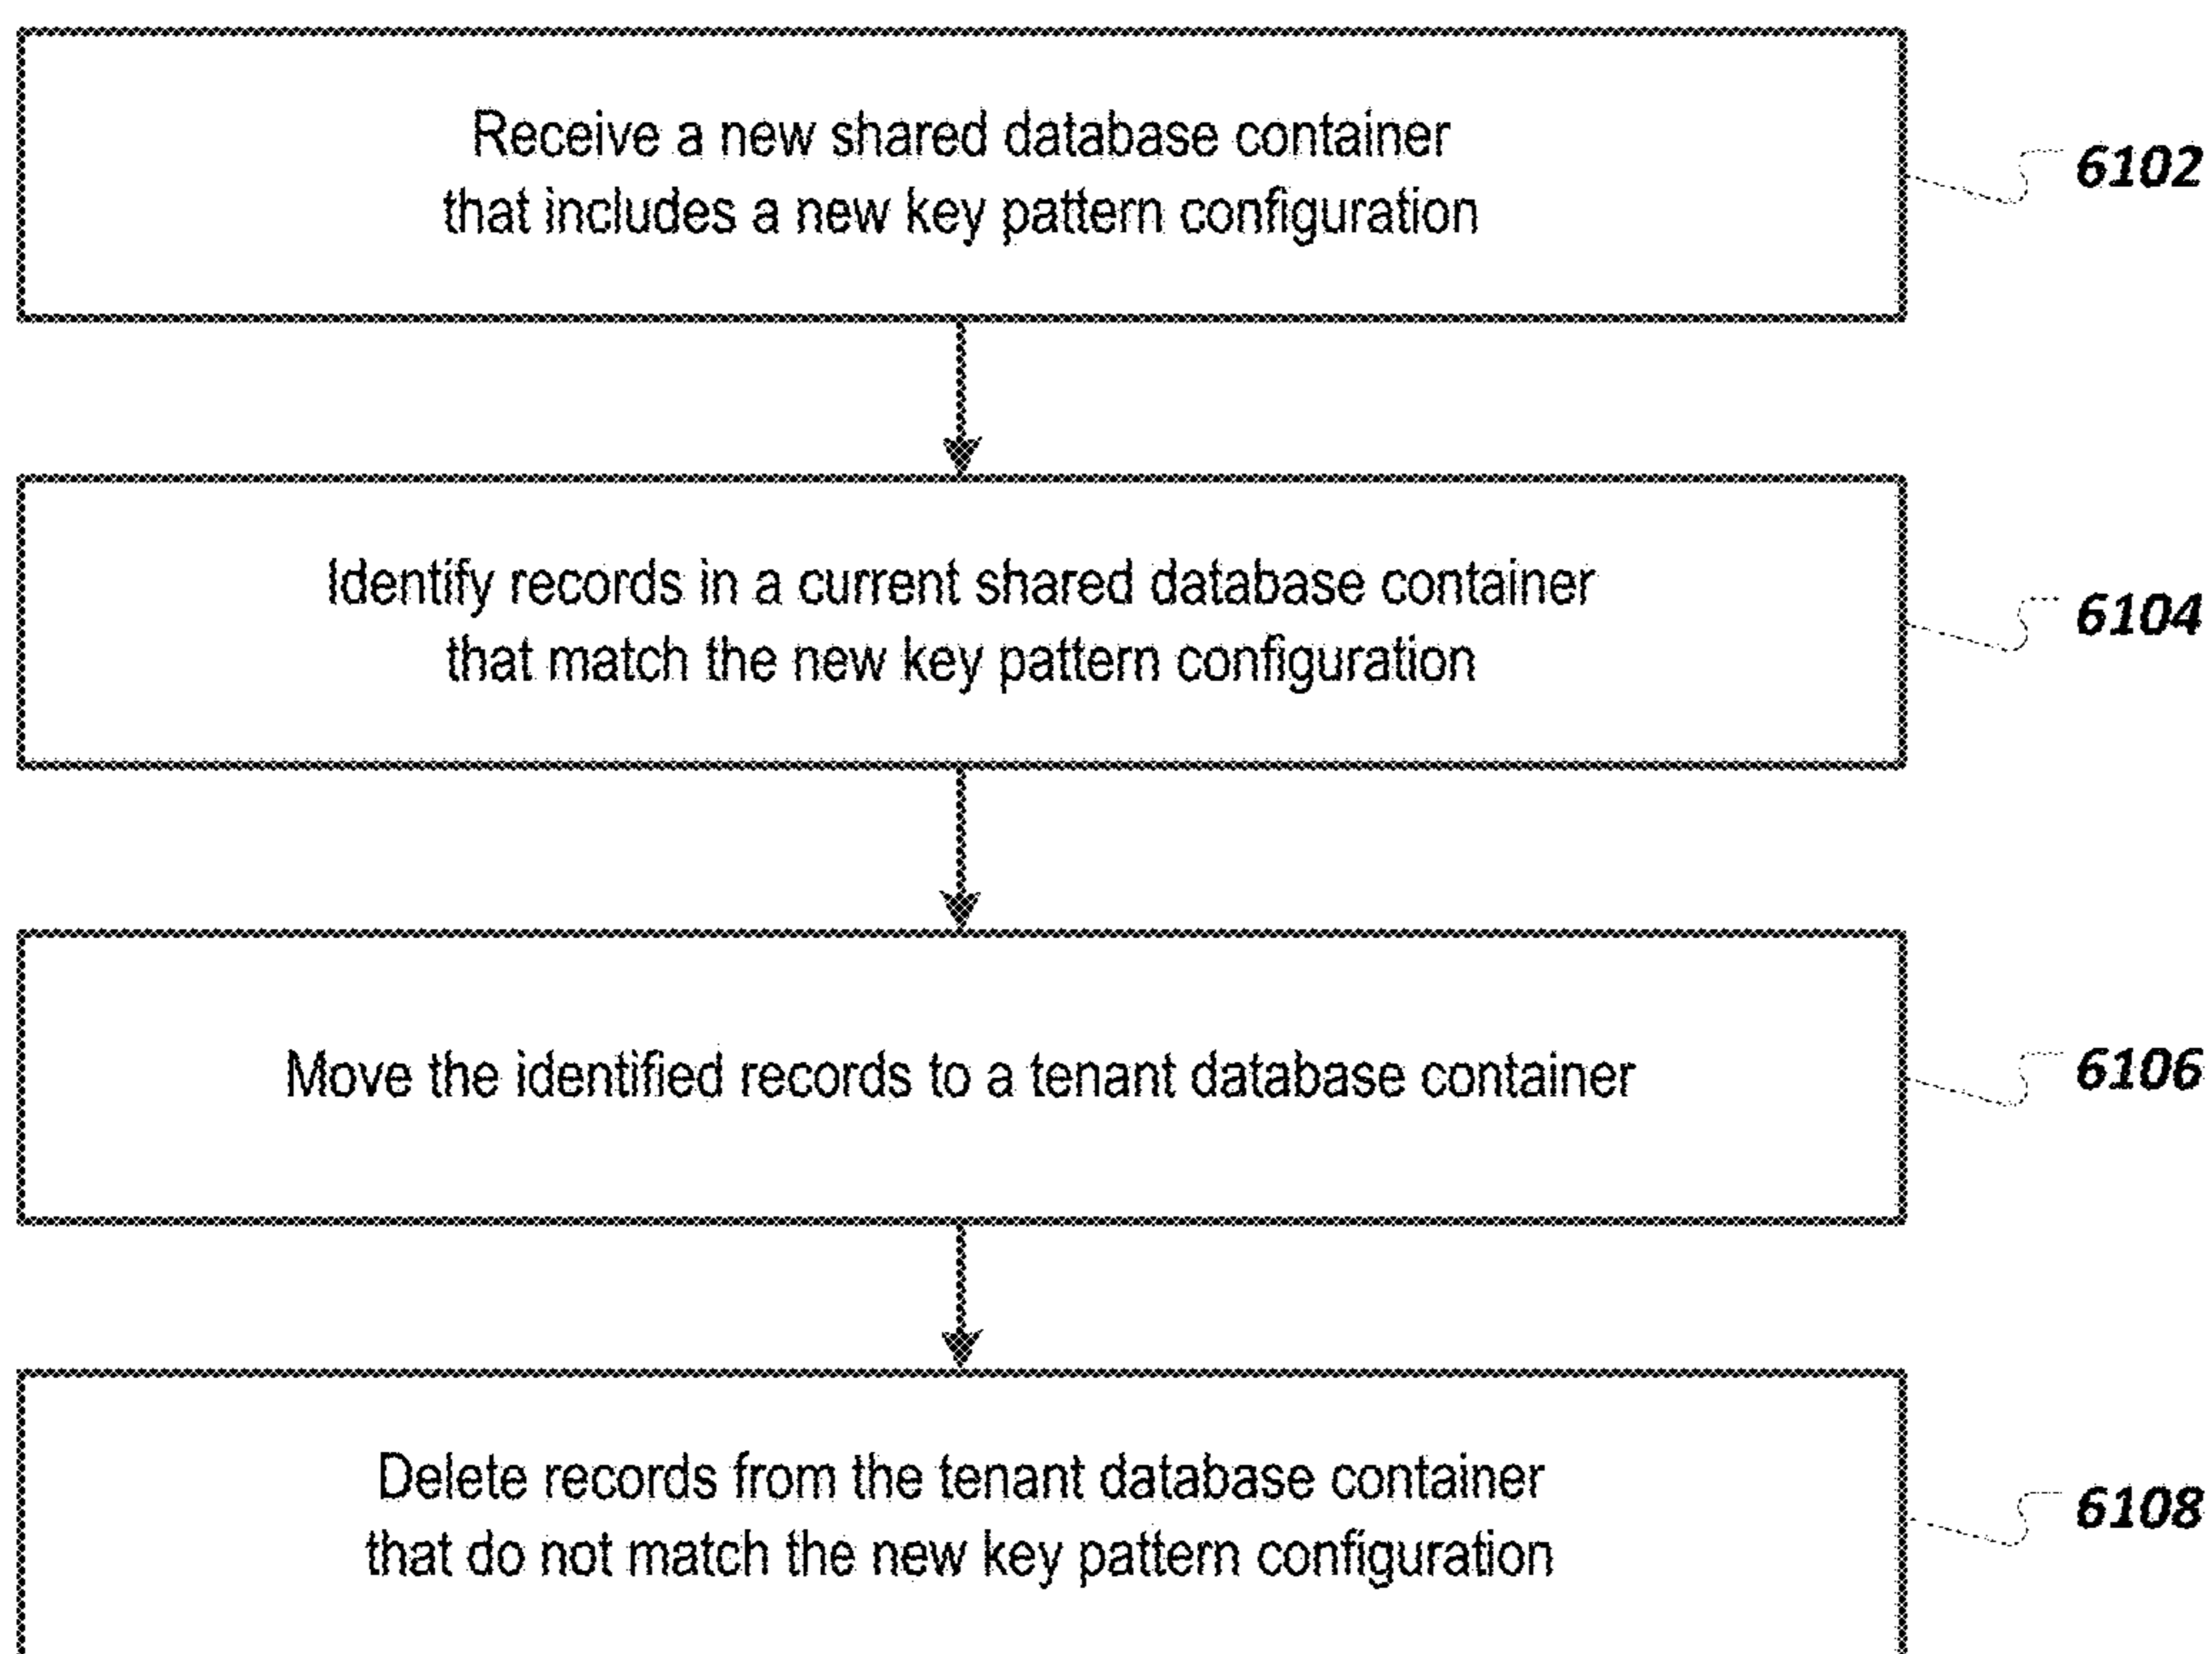 Receive a new shared database container
that includes a new key pattern configuration
6102
Identify records in a current shared database container
that match the new key pattern configuration
6104
Move the identified records to a tenant database container
6106
Delete records from the tenant database container
that do not match the new key pattern configuration
6108